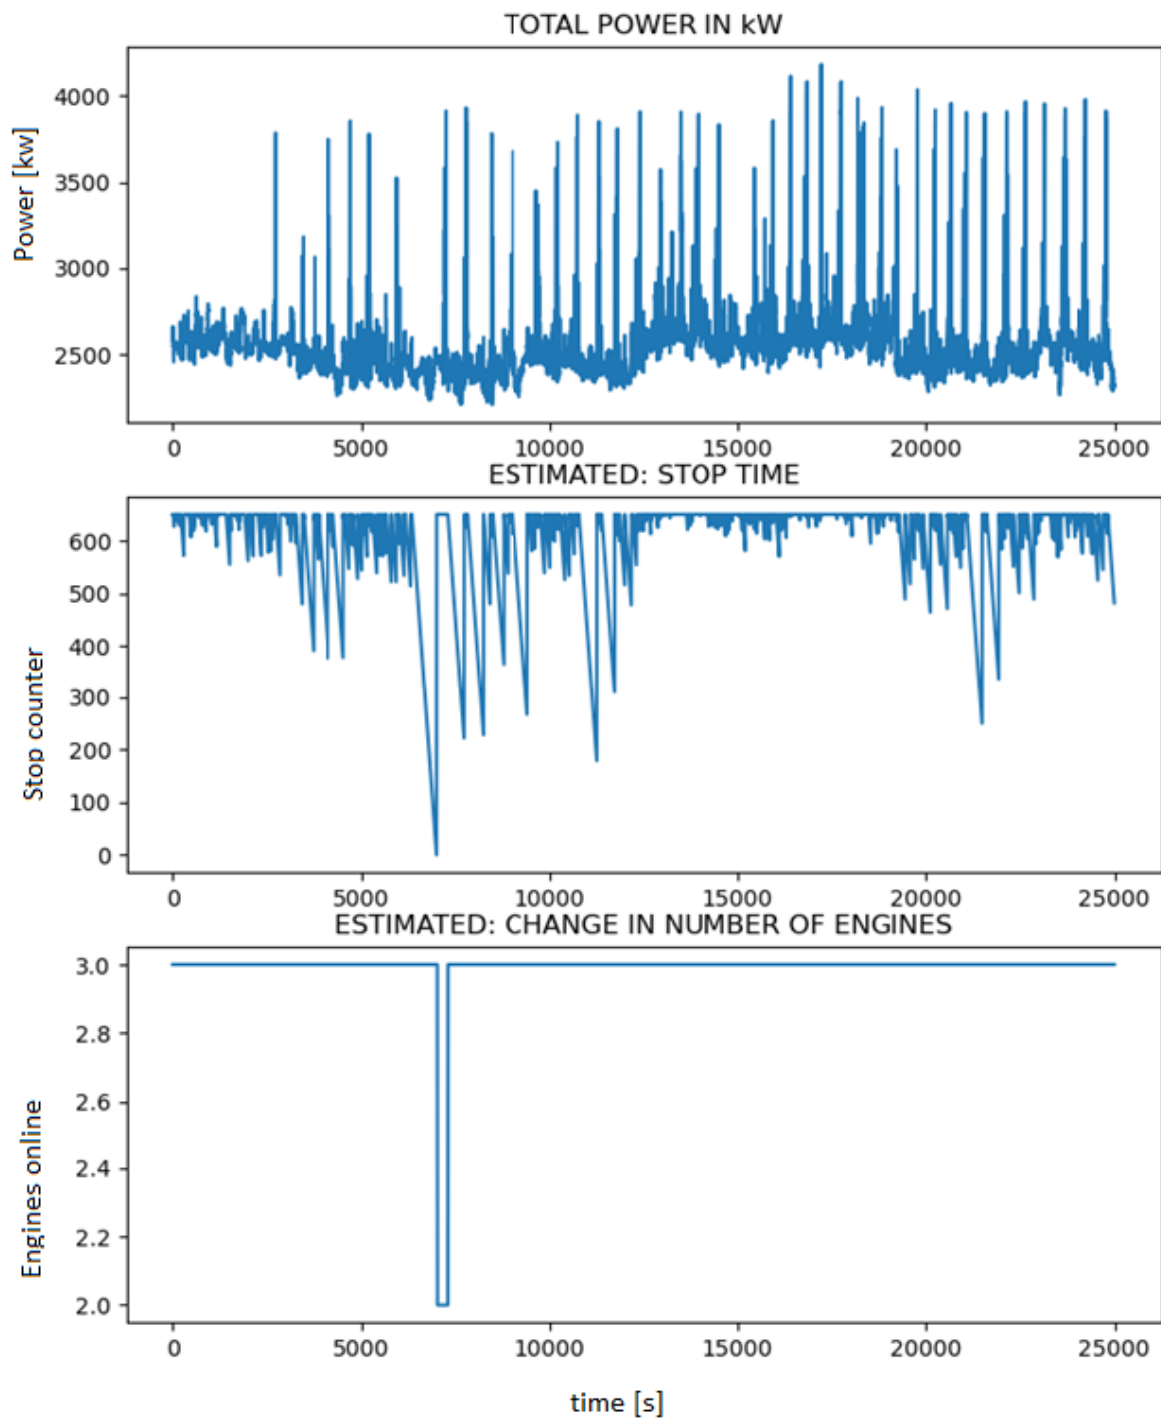 TOTAL POWER IN kW
Power [kw]
4000
3500
3000
2500
0 5000 10000 15000 20000 25000
ESTIMATED: STOP TIME
Stop counter
600
500
400
300
200
100
0
0 5000 10000 15000 20000 25000
ESTIMATED: CHANGE IN NUMBER OF ENGINES
Engines online
3.0
2.8
2.6
2.4
2.2
2.0
0 5000 10000 15000 20000 25000
time [s]